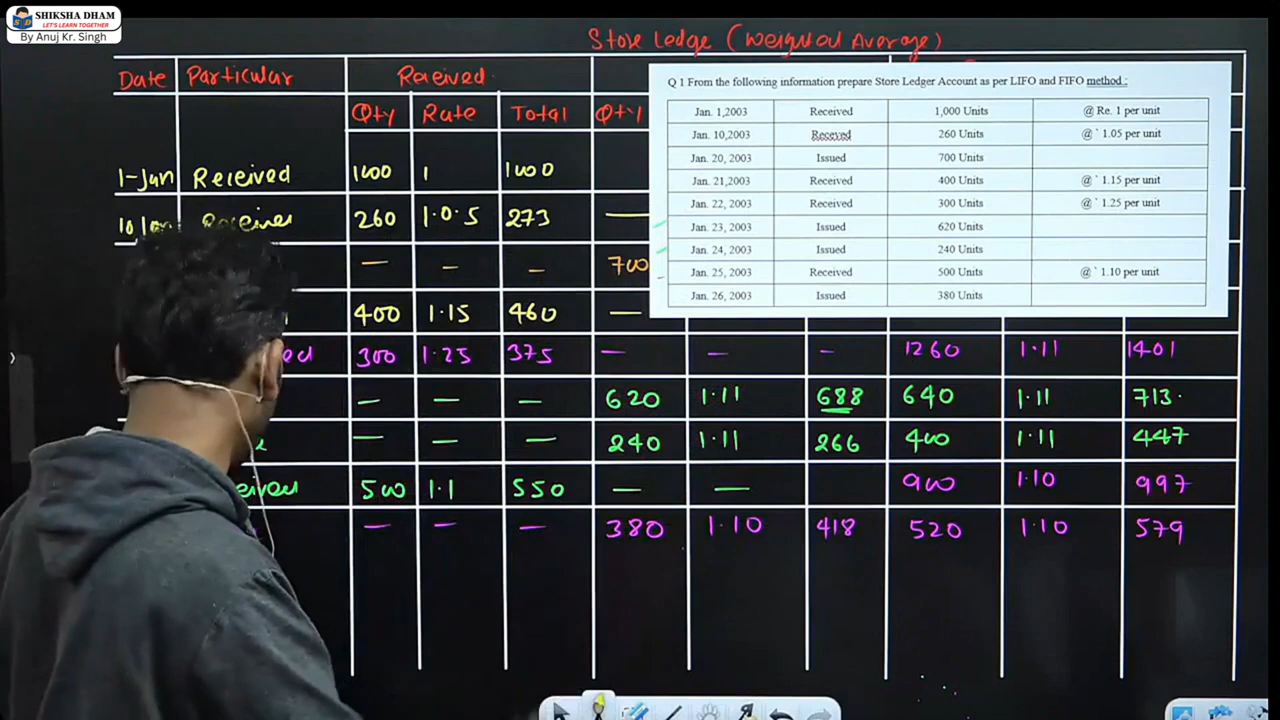 SHIKSHA DHAM
LET'S LEARN TOGETHER
By Anuj Kr. Singh
Store Ledge (Weighted Average)
Date Particular Received
Qty Rate Total Qty
1-Jan Received 1000 1 1000
260 1.0.5 273 —
— — — 700
400 1.15 460 —
300 1.25 375 — — — 1260 1.11 1401
— — — 620 1.11 688 640 1.11 713.
— — — 240 1.11 266 400 1.11 447
500 1.1 550 — — 900 1.10 997
— — — 380 1.10 418 520 1.10 579
Q 1 From the following information prepare Store Ledger Account as per LIFO and FIFO method :
Jan. 1,2003 Received 1,000 Units @ Re. 1 per unit
Jan. 10,2003 Receved 260 Units @ ` 1.05 per unit
Jan. 20, 2003 Issued 700 Units
Jan. 21,2003 Received 400 Units @ ` 1.15 per unit
Jan. 22, 2003 Received 300 Units @ ` 1.25 per unit
Jan. 23, 2003 Issued 620 Units
Jan. 24, 2003 Issued 240 Units
Jan. 25, 2003 Received 500 Units @ ` 1.10 per unit
Jan. 26, 2003 Issued 380 Units